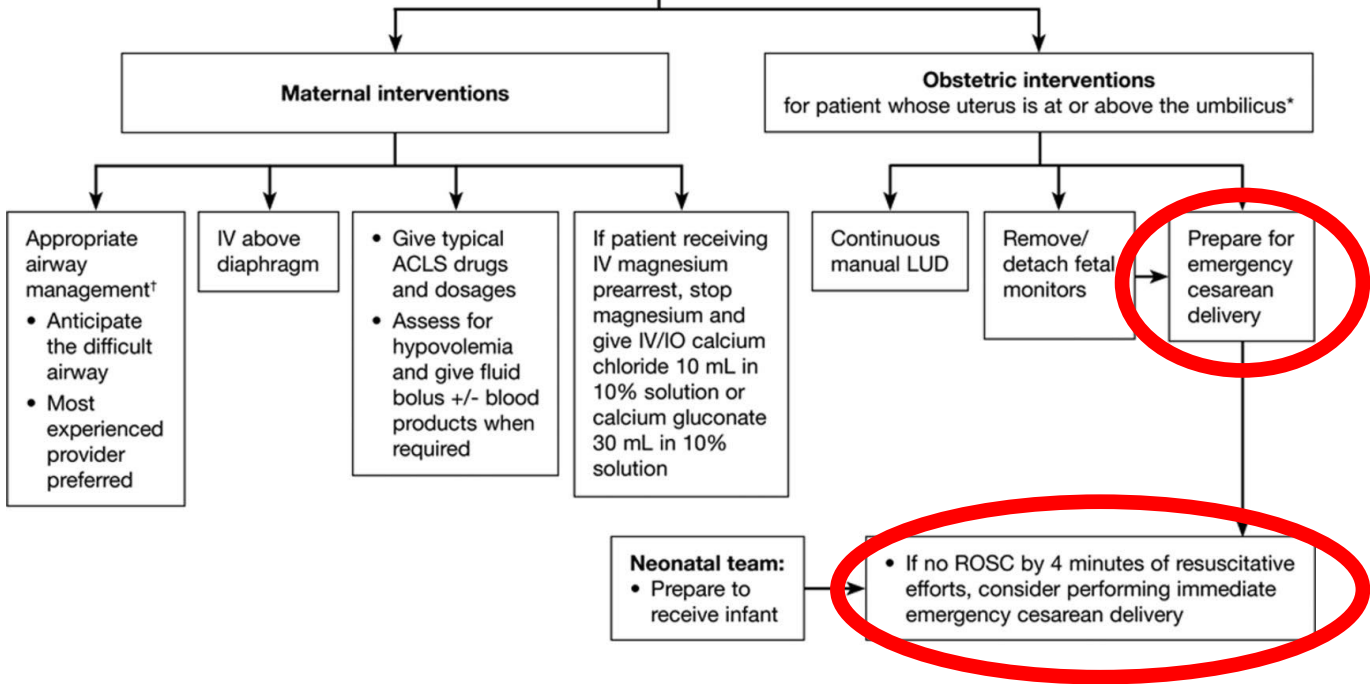 Maternal interventions
Obstetric interventions
for patient whose uterus is at or above the umbilicus*
Appropriate
airway
management†
• Anticipate
the difficult
airway
• Most
experienced
provider
preferred
IV above
diaphragm
• Give typical
ACLS drugs
and dosages
• Assess for
hypovolemia
and give fluid
bolus +/- blood
products when
required
If patient receiving
IV magnesium
prearrest, stop
magnesium and
give IV/IO calcium
chloride 10 mL in
10% solution or
calcium gluconate
30 mL in 10%
solution
Continuous
manual LUD
Remove/
detach fetal
monitors
Prepare for
emergency
cesarean
delivery
Neonatal team:
• Prepare to
receive infant
• If no ROSC by 4 minutes of resuscitative
efforts, consider performing immediate
emergency cesarean delivery